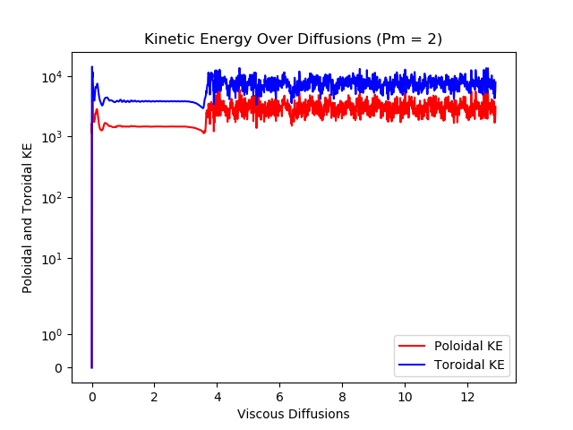 Kinetic Energy Over Diffusions (Pm = 2)
Poloidal and Toroidal KE
10⁴
10³
10²
10¹
10⁰
0
Poloidal KE
Toroidal KE
0 2 4 6 8 10 12
Viscous Diffusions